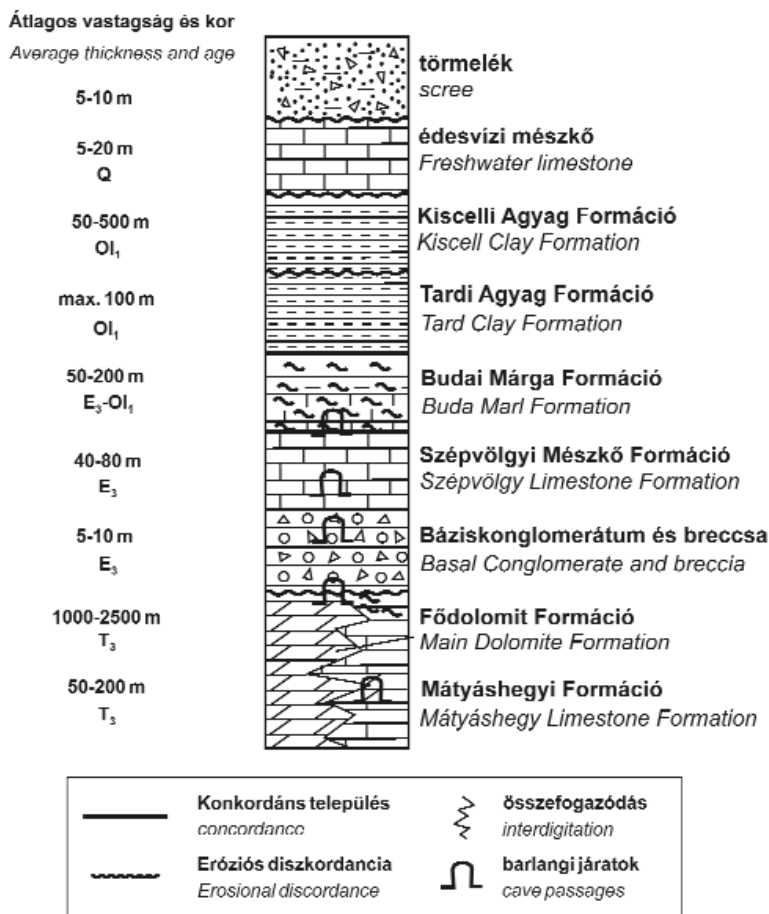 Átlagos vastagság és kor
Average thickness and age
5-10 m
törmelék
scree
5-20 m
Q
édesvízi mészkő
Freshwater limestone
50-500 m
Ol₁
Kiscelli Agyag Formáció
Kiscell Clay Formation
max. 100 m
Ol₁
Tardi Agyag Formáció
Tard Clay Formation
50-200 m
E₃-Ol₁
Budai Márga Formáció
Buda Marl Formation
40-80 m
E₃
Szépvölgyi Mészkő Formáció
Szépvölgy Limestone Formation
5-10 m
E₃
Báziskonglomerátum és breccsa
Basal Conglomerate and breccia
1000-2500 m
T₃
Fődolomit Formáció
Main Dolomite Formation
50-200 m
T₃
Mátyáshegyi Formáció
Mátyáshegy Limestone Formation
Konkordáns település
concordance
összefogazódás
interdigitation
Eróziós diszkordancia
Erosional discordance
barlangi járatok
cave passages